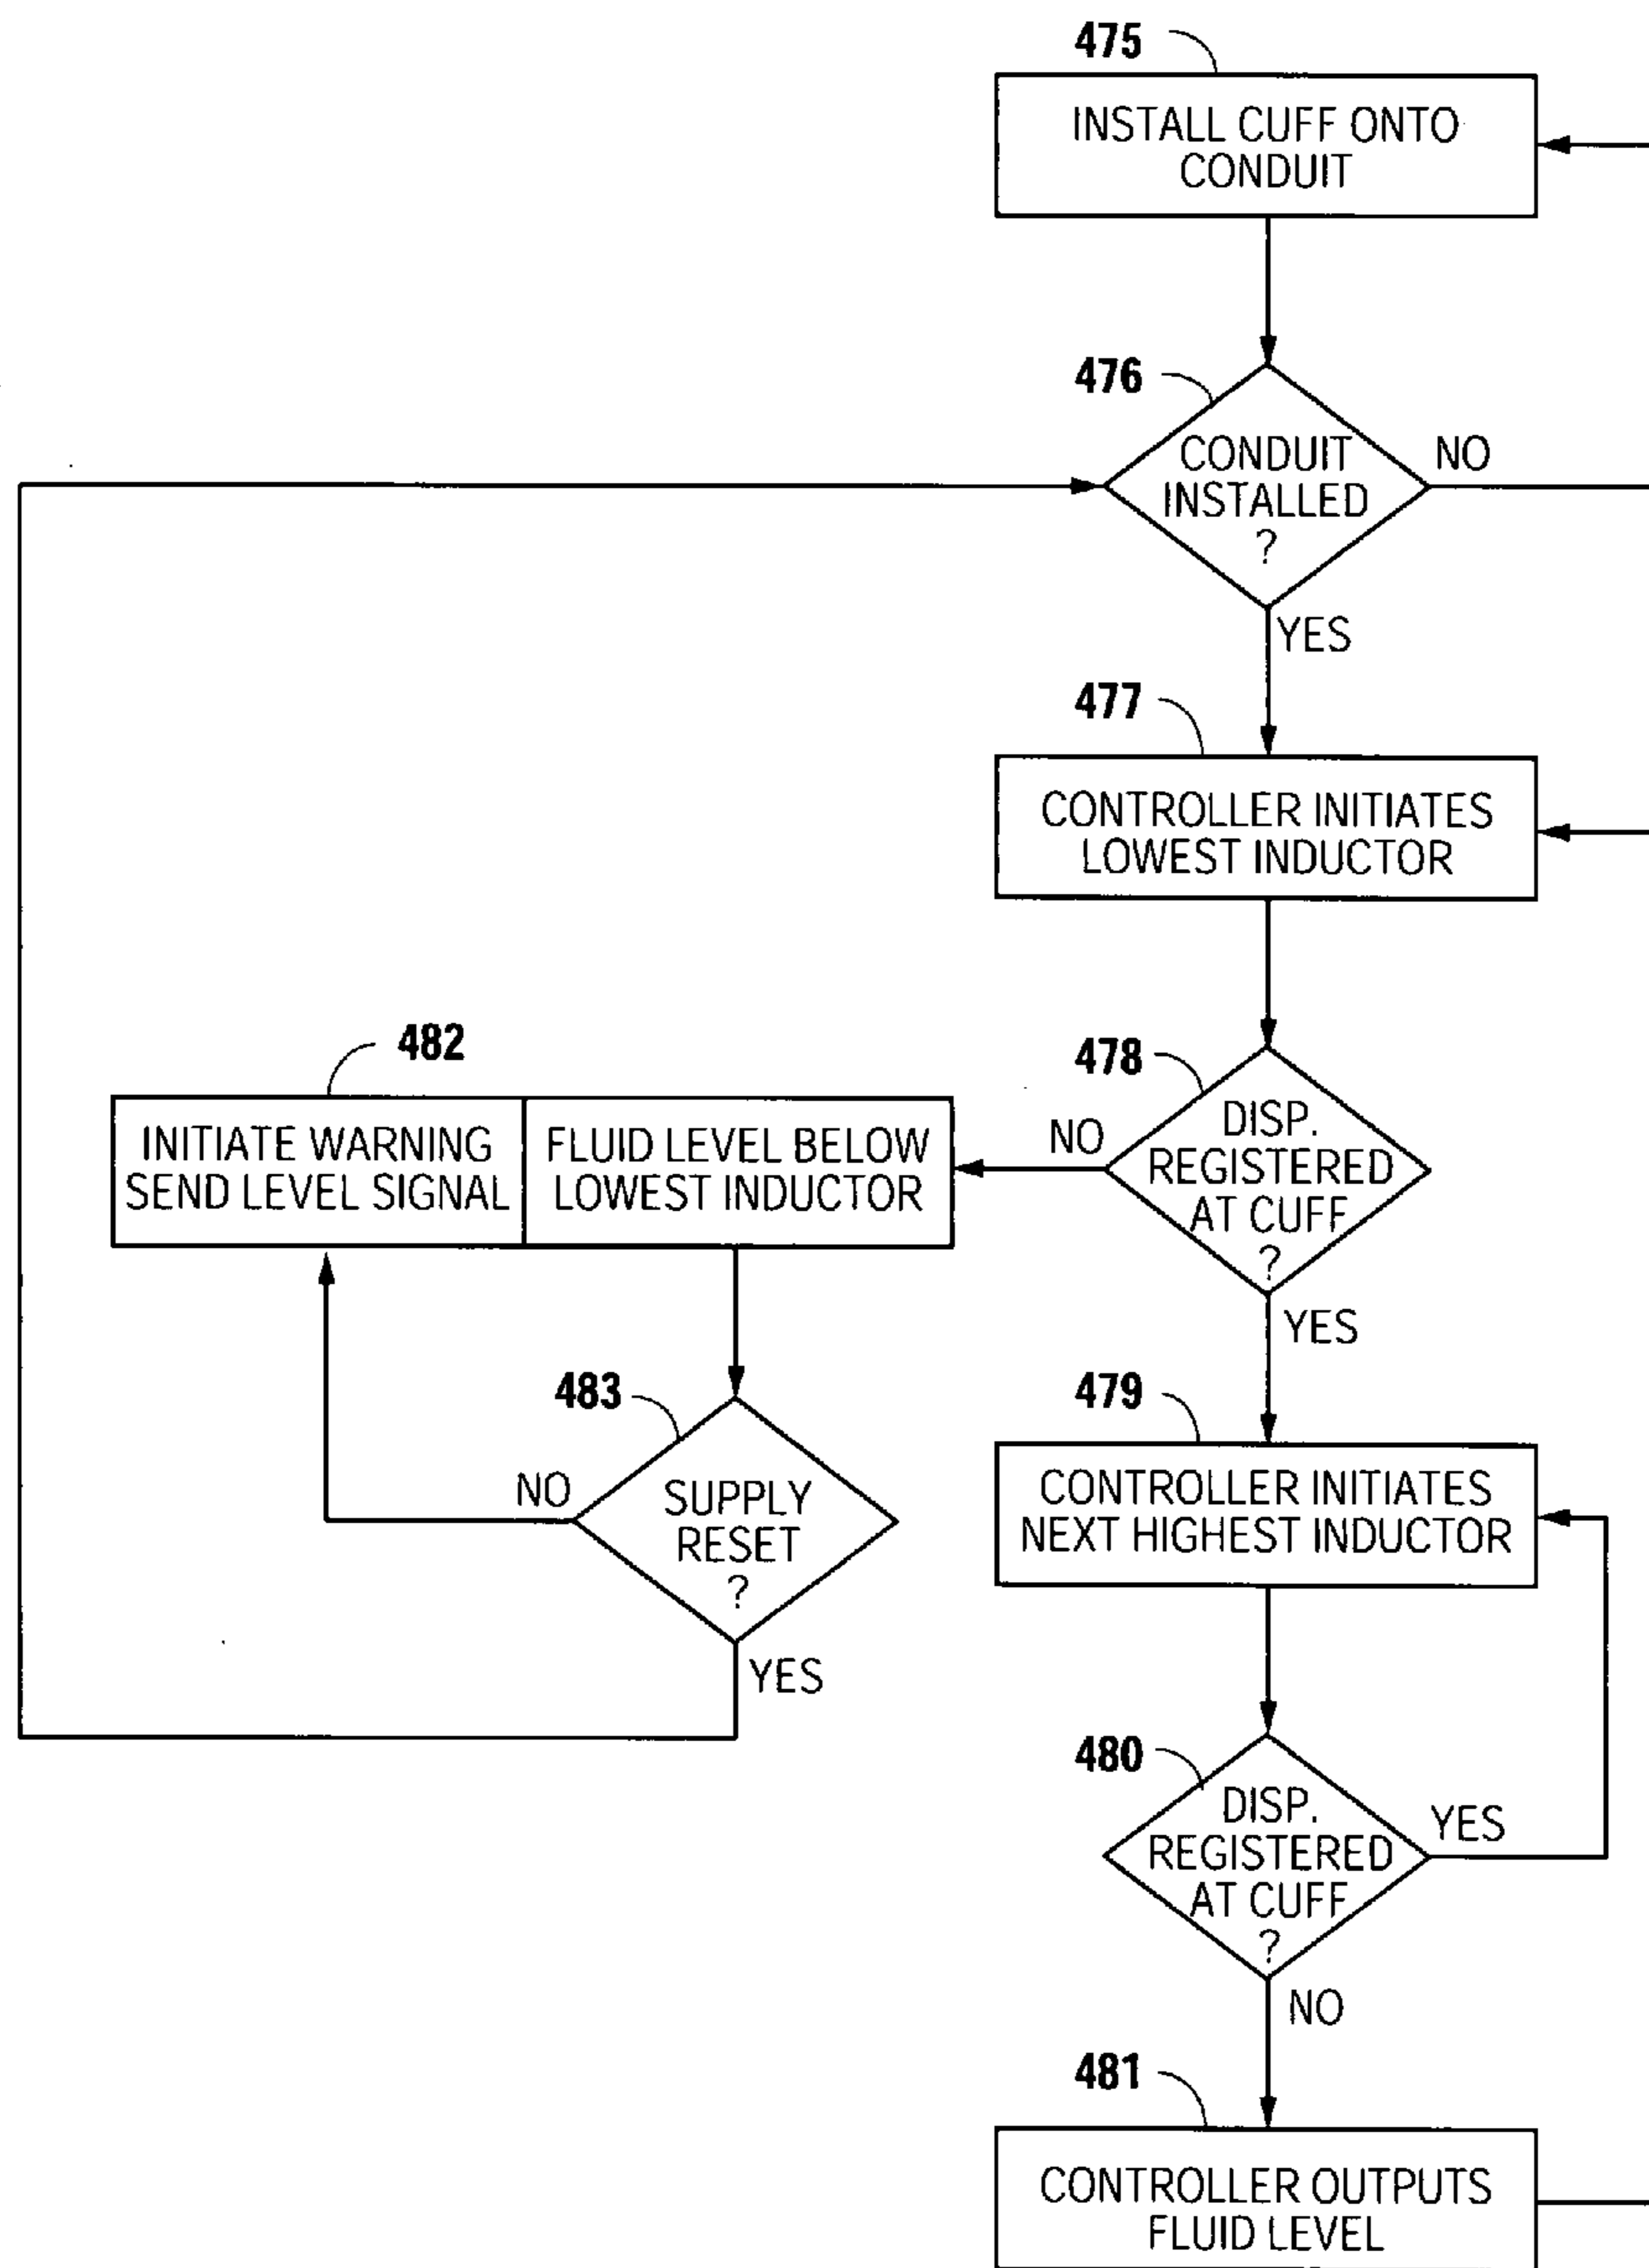 475
INSTALL CUFF ONTO
CONDUIT
476
CONDUIT
INSTALLED
?
NO
YES
477
CONTROLLER INITIATES
LOWEST INDUCTOR
478
DISP.
REGISTERED
AT CUFF
?
NO
YES
482
INITIATE WARNING
SEND LEVEL SIGNAL
FLUID LEVEL BELOW
LOWEST INDUCTOR
483
SUPPLY
RESET
?
NO
YES
479
CONTROLLER INITIATES
NEXT HIGHEST INDUCTOR
480
DISP.
REGISTERED
AT CUFF
?
YES
NO
481
CONTROLLER OUTPUTS
FLUID LEVEL